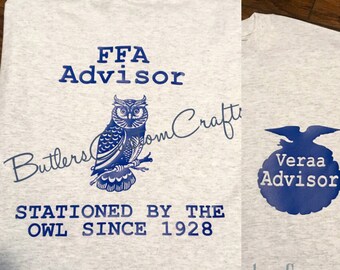 FFA
Advisor
ButlersCustomCrafts
STATIONED BY THE
OWL SINCE 1928
Veraa
Advisor